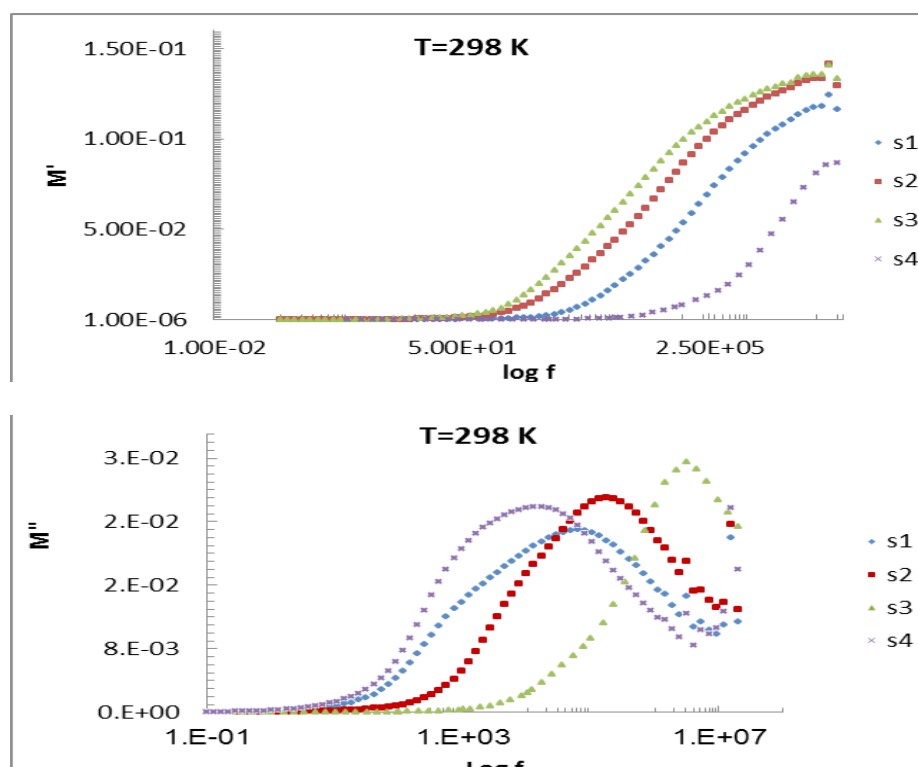 T=298 K
1.50E-01
1.00E-01
5.00E-02
1.00E-06
M'
1.00E-02 5.00E+01 2.50E+05
log f
s1
s2
s3
s4
T=298 K
3.E-02
2.E-02
2.E-02
8.E-03
0.E+00
M"
1.E-01 1.E+03 1.E+07
Log f
s1
s2
s3
s4